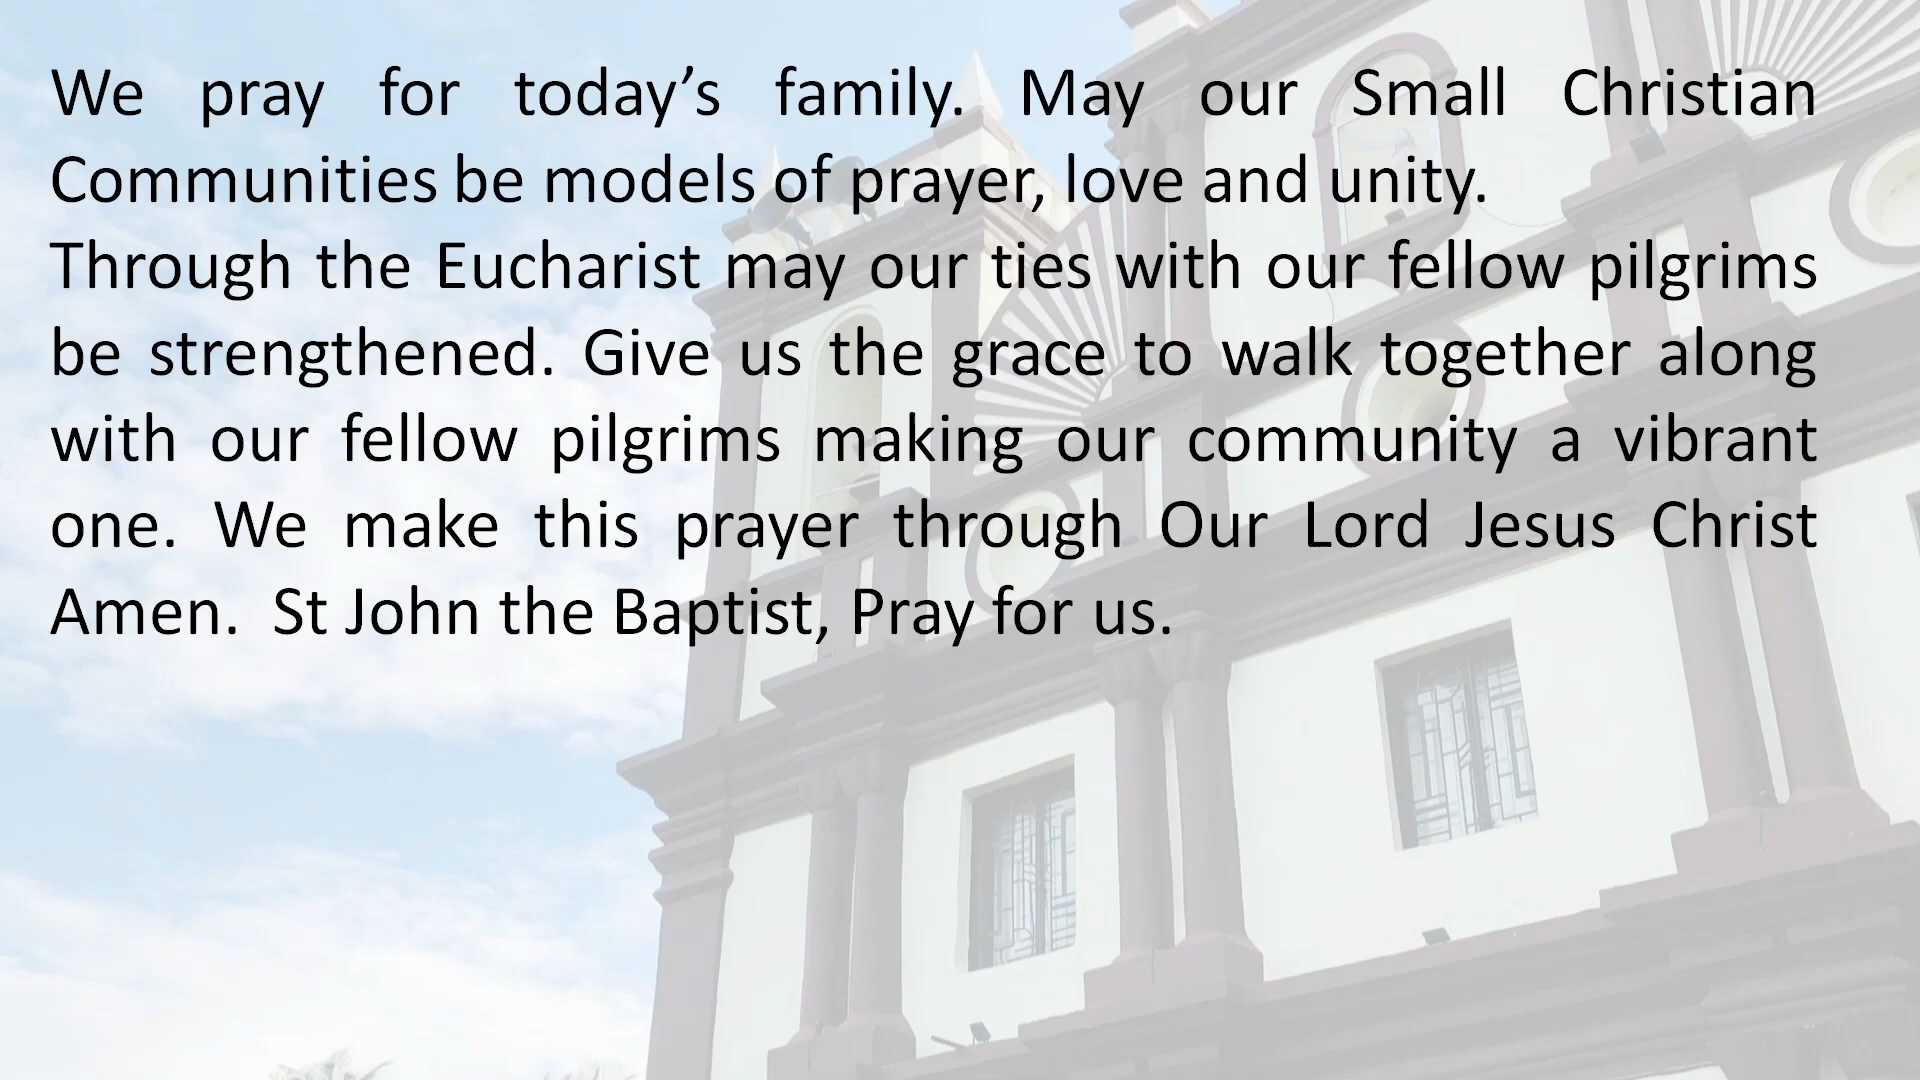 We pray for today’s family. May our Small Christian
Communities be models of prayer, love and unity.
Through the Eucharist may our ties with our fellow pilgrims
be strengthened. Give us the grace to walk together along
with our fellow pilgrims making our community a vibrant
one. We make this prayer through Our Lord Jesus Christ
Amen.  St John the Baptist, Pray for us.